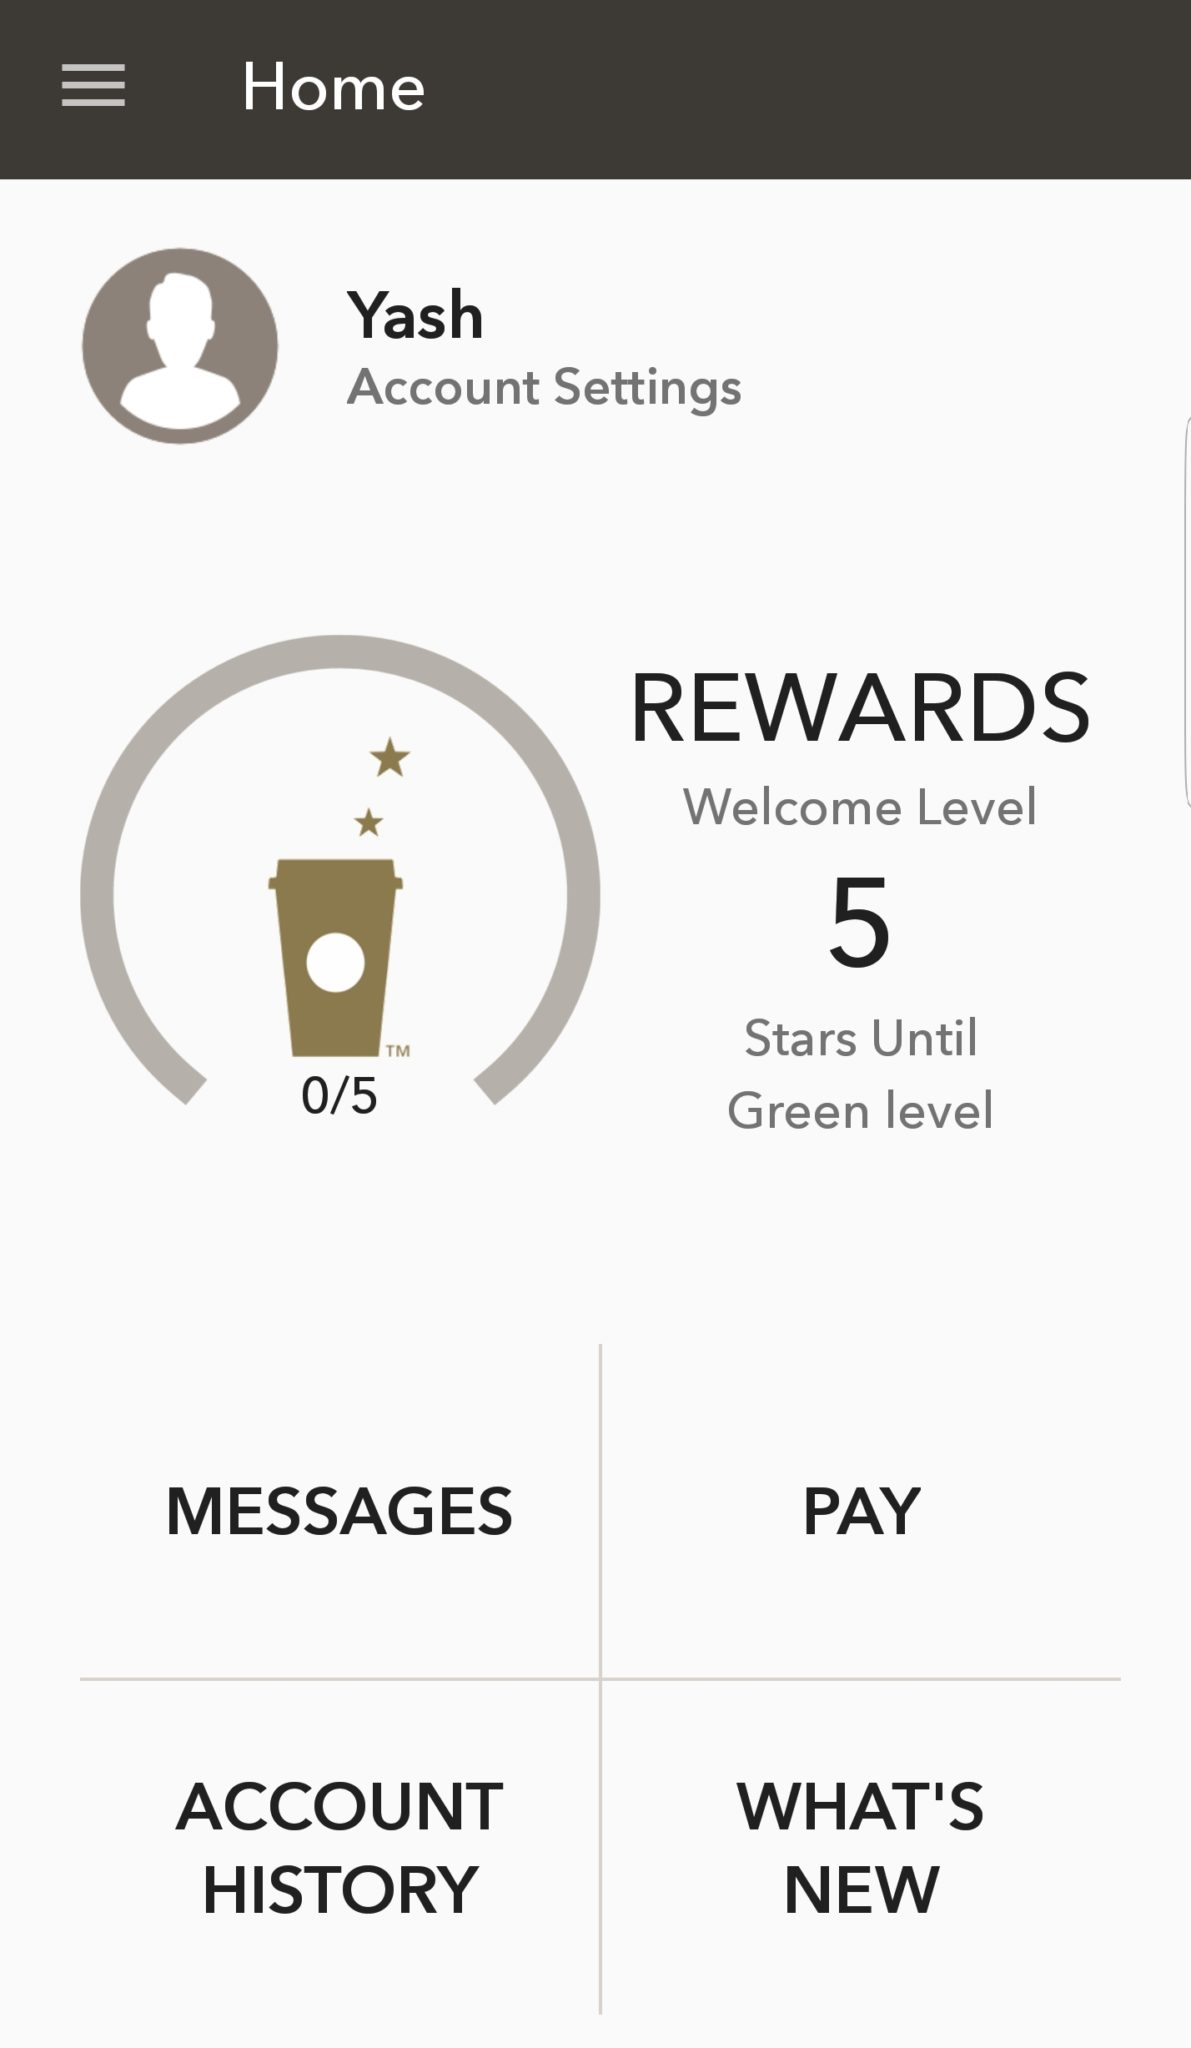 Home
Yash
Account Settings
REWARDS
Welcome Level
5
Stars Until
Green level
TM
0/5
MESSAGES
PAY
ACCOUNT
HISTORY
WHAT'S
NEW